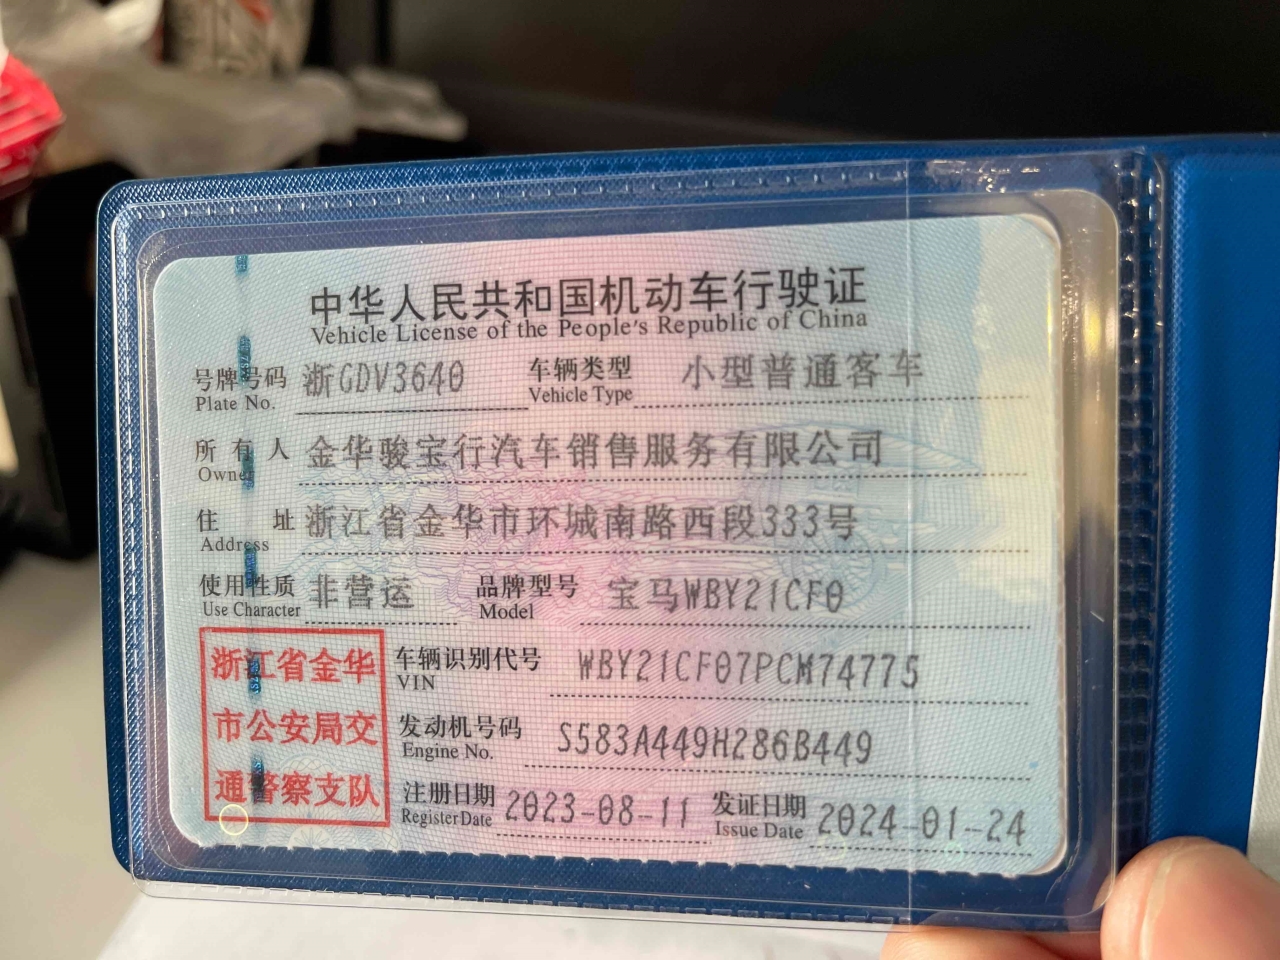 中华人民共和国机动车行驶证
Vehicle License of the People's Republic of China
号牌号码 浙GDV3640 车辆类型 小型普通客车
Plate No. Vehicle Type
所有人 金华骏宝行汽车销售服务有限公司
Owner
住址 浙江省金华市环城南路西段333号
Address
使用性质 非营运 品牌型号 宝马WBY21CF0
Use Character Model
浙江省金华
市公安局交
通警察支队
车辆识别代号 WBY21CF07PCM74775
VIN
发动机号码 S583A449H286B449
Engine No.
注册日期 2023-08-11 发证日期 2024-01-24
Register Date Issue Date